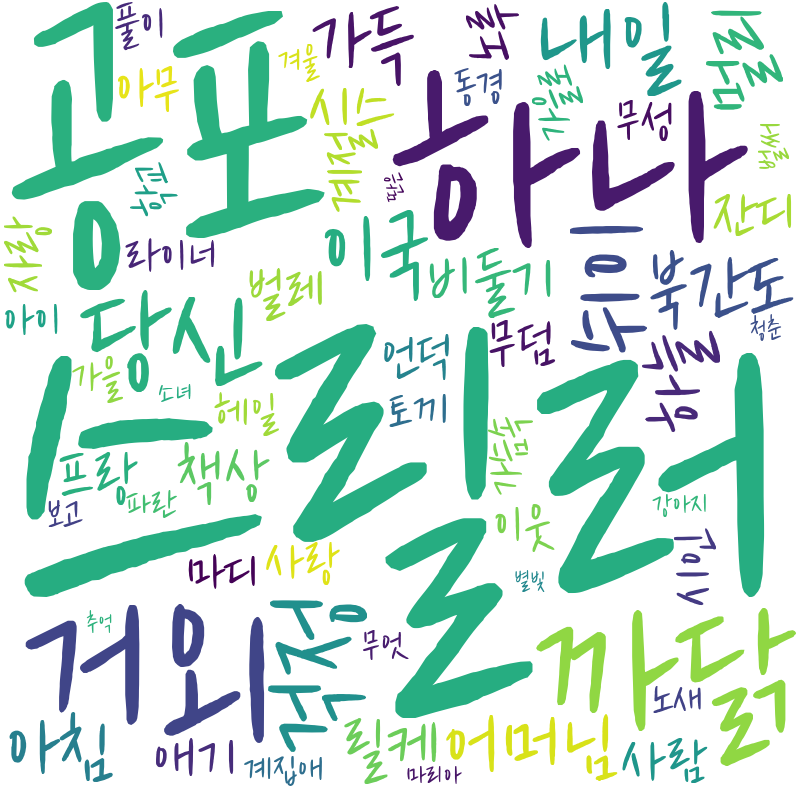 풀이
공포
가득
노루
내일
아무
겨울
시와
계절
동경
무성
하나
잔디
자랑
라이너
이국
비둘기
북간도
벌레
아이
당신
청춘
무덤
언덕
가을
소녀
헤일
토끼
스릴러
프랑
책상
파란
보고
이웃
강아지
마디
사랑
별빛
추억
거외
걱정
무엇
까닭
노새
아침
애기
계집애
릴케
어머님
마리아
사람